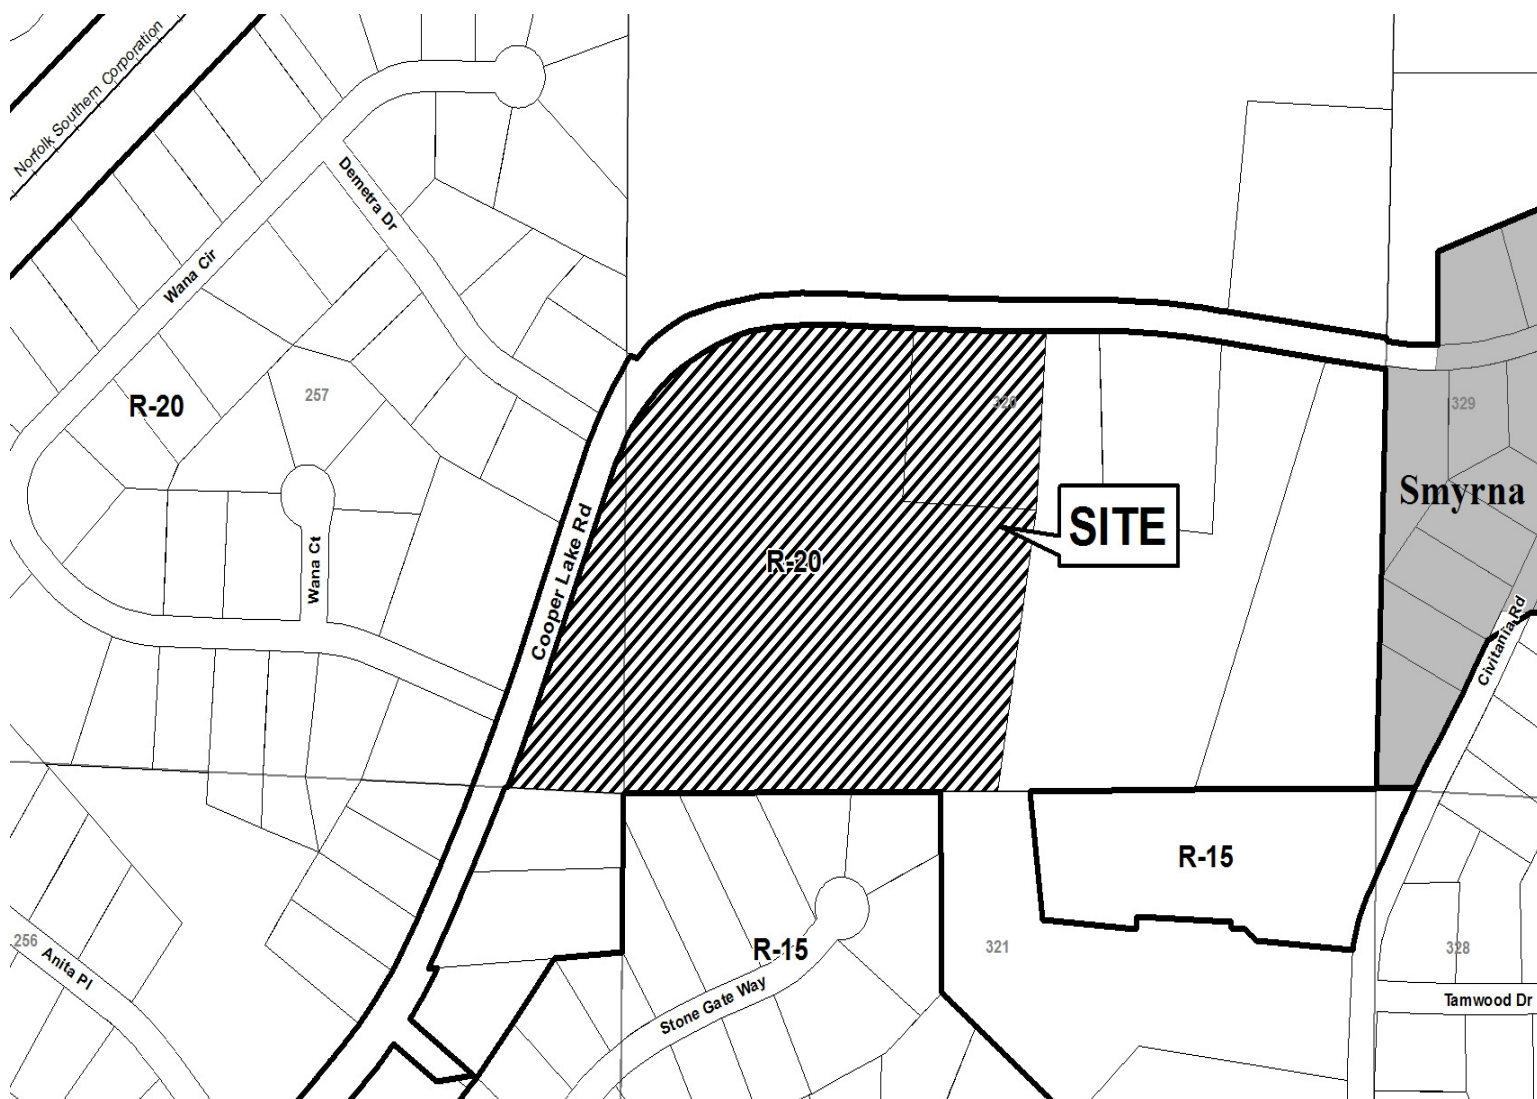 Norfolk Southern Corporation
Demetra Dr
Wana Cir
R-20
257
320
329
Smyrna
SITE
R-20
Cooper Lake Rd
Wana Ct
Civitania Rd
R-15
R-15
256
Anita Pl
321
328
Stone Gate Way
Tamwood Dr